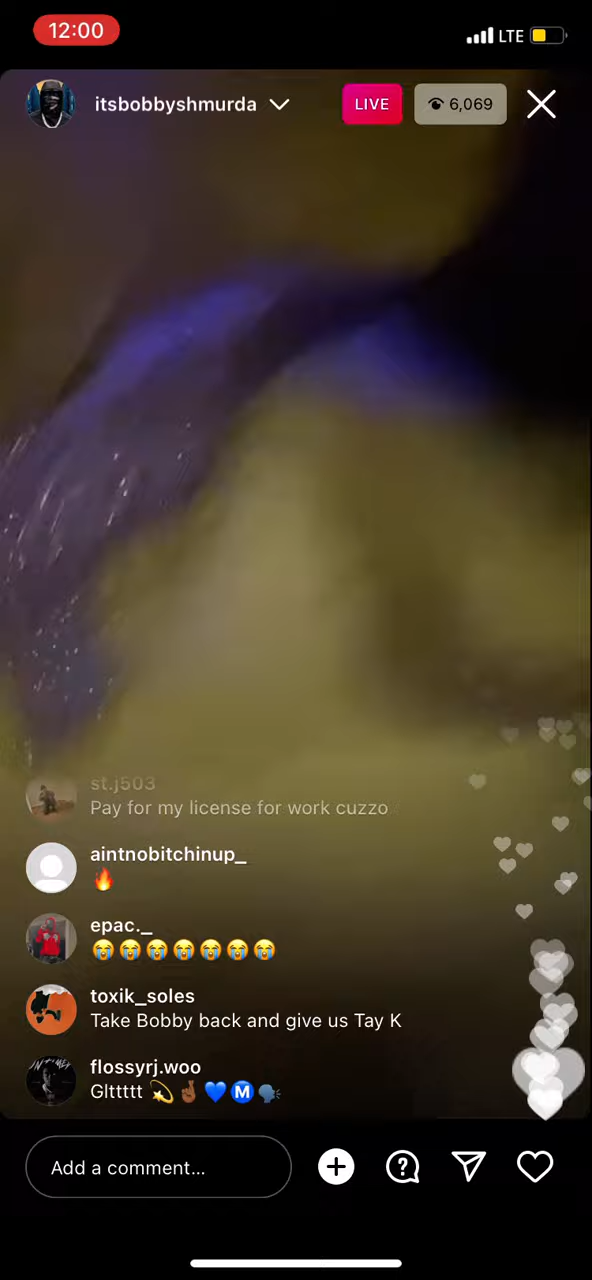 12:00
LTE
itsbobbyshmurda
LIVE
6,069
st.j503
Pay for my license for work cuzzo
aintnobitchinup_
🔥
epac._
😭😭😭😭😭😭😭
toxik_soles
Take Bobby back and give us Tay K
flossyrj.woo
Glttttt 💫🤞🏾💙Ⓜ️🗣️
Add a comment...